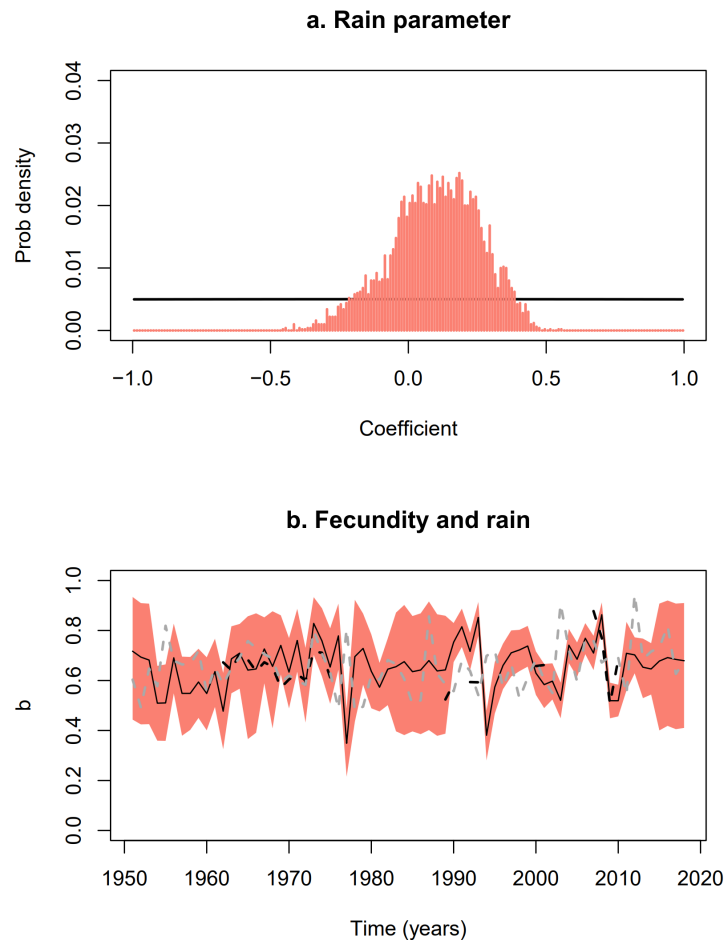 a. Rain parameter
0.04
0.03
0.02
0.01
0.00
Prob density
−1.0 −0.5 0.0 0.5 1.0
Coefficient
b. Fecundity and rain
1.0
0.8
0.6
0.4
0.2
0.0
b
1950 1960 1970 1980 1990 2000 2010 2020
Time (years)